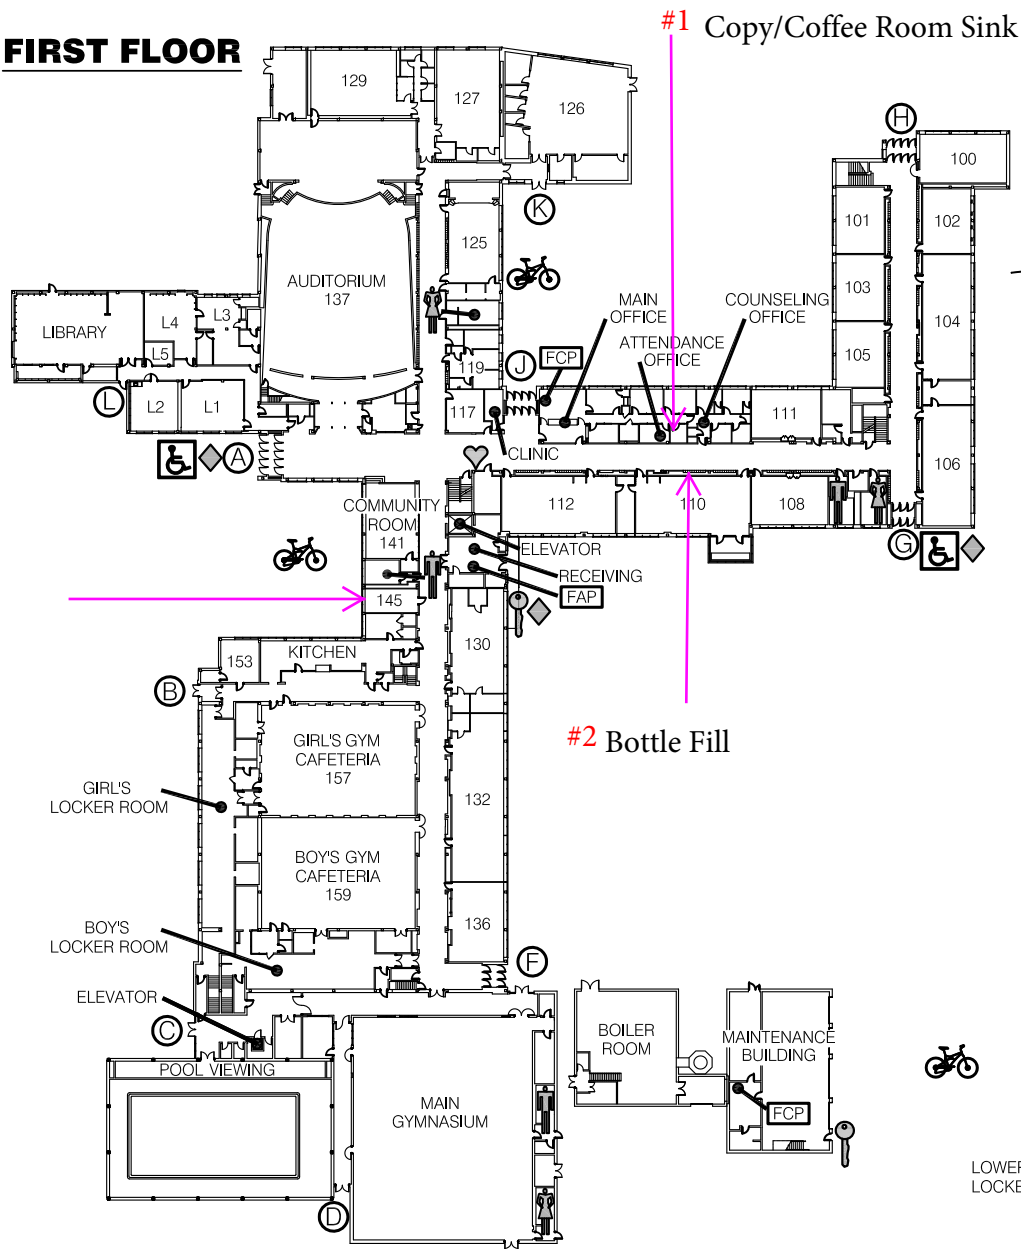 #1 Copy/Coffee Room Sink
FIRST FLOOR
129
127
126
H
100
K
101
102
125
AUDITORIUM
137
103
104
MAIN
OFFICE
COUNSELING
OFFICE
ATTENDANCE
OFFICE
LIBRARY
L4
L3
L5
105
119
J
FCP
L
L2
L1
117
111
106
A
CLINIC
COMMUNITY
ROOM
141
112
110
108
G
ELEVATOR
RECEIVING
FAP
145
130
KITCHEN
153
B
#2 Bottle Fill
GIRL'S GYM
CAFETERIA
157
GIRL'S
LOCKER ROOM
132
BOY'S GYM
CAFETERIA
159
136
BOY'S
LOCKER ROOM
F
ELEVATOR
C
BOILER
ROOM
MAINTENANCE
BUILDING
POOL VIEWING
MAIN
GYMNASIUM
FCP
D
LOWER
LOCKE